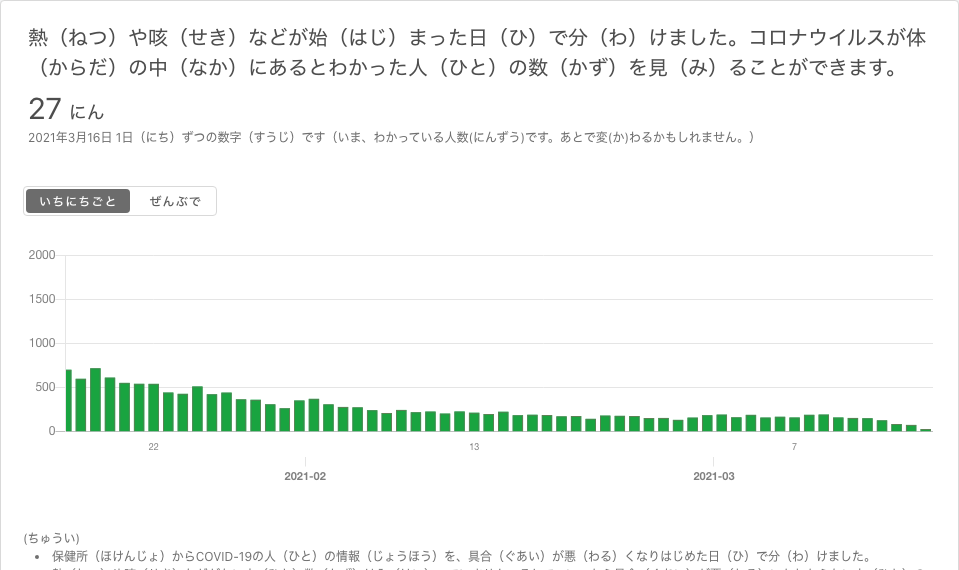 熱（ねつ）や咳（せき）などが始（はじ）まった日（ひ）で分（わ）けました。コロナウイルスが体
（からだ）の中（なか）にあるとわかった人（ひと）の数（かず）を見（み）ることができます。
27 にん
2021年3月16日 1日（にち）ずつの数字（すうじ）です（いま、わかっている人数(にんずう)です。あとで変(か)わるかもしれません。）
いちにちごと ぜんぶで
2000
1500
1000
500
0
22 13 7
2021-02 2021-03
(ちゅうい)
• 保健所（ほけんじょ）からCOVID-19の人（ひと）の情報（じょうほう）を、具合（ぐあい）が悪（わる）くなりはじめた日（ひ）で分（わ）けました。